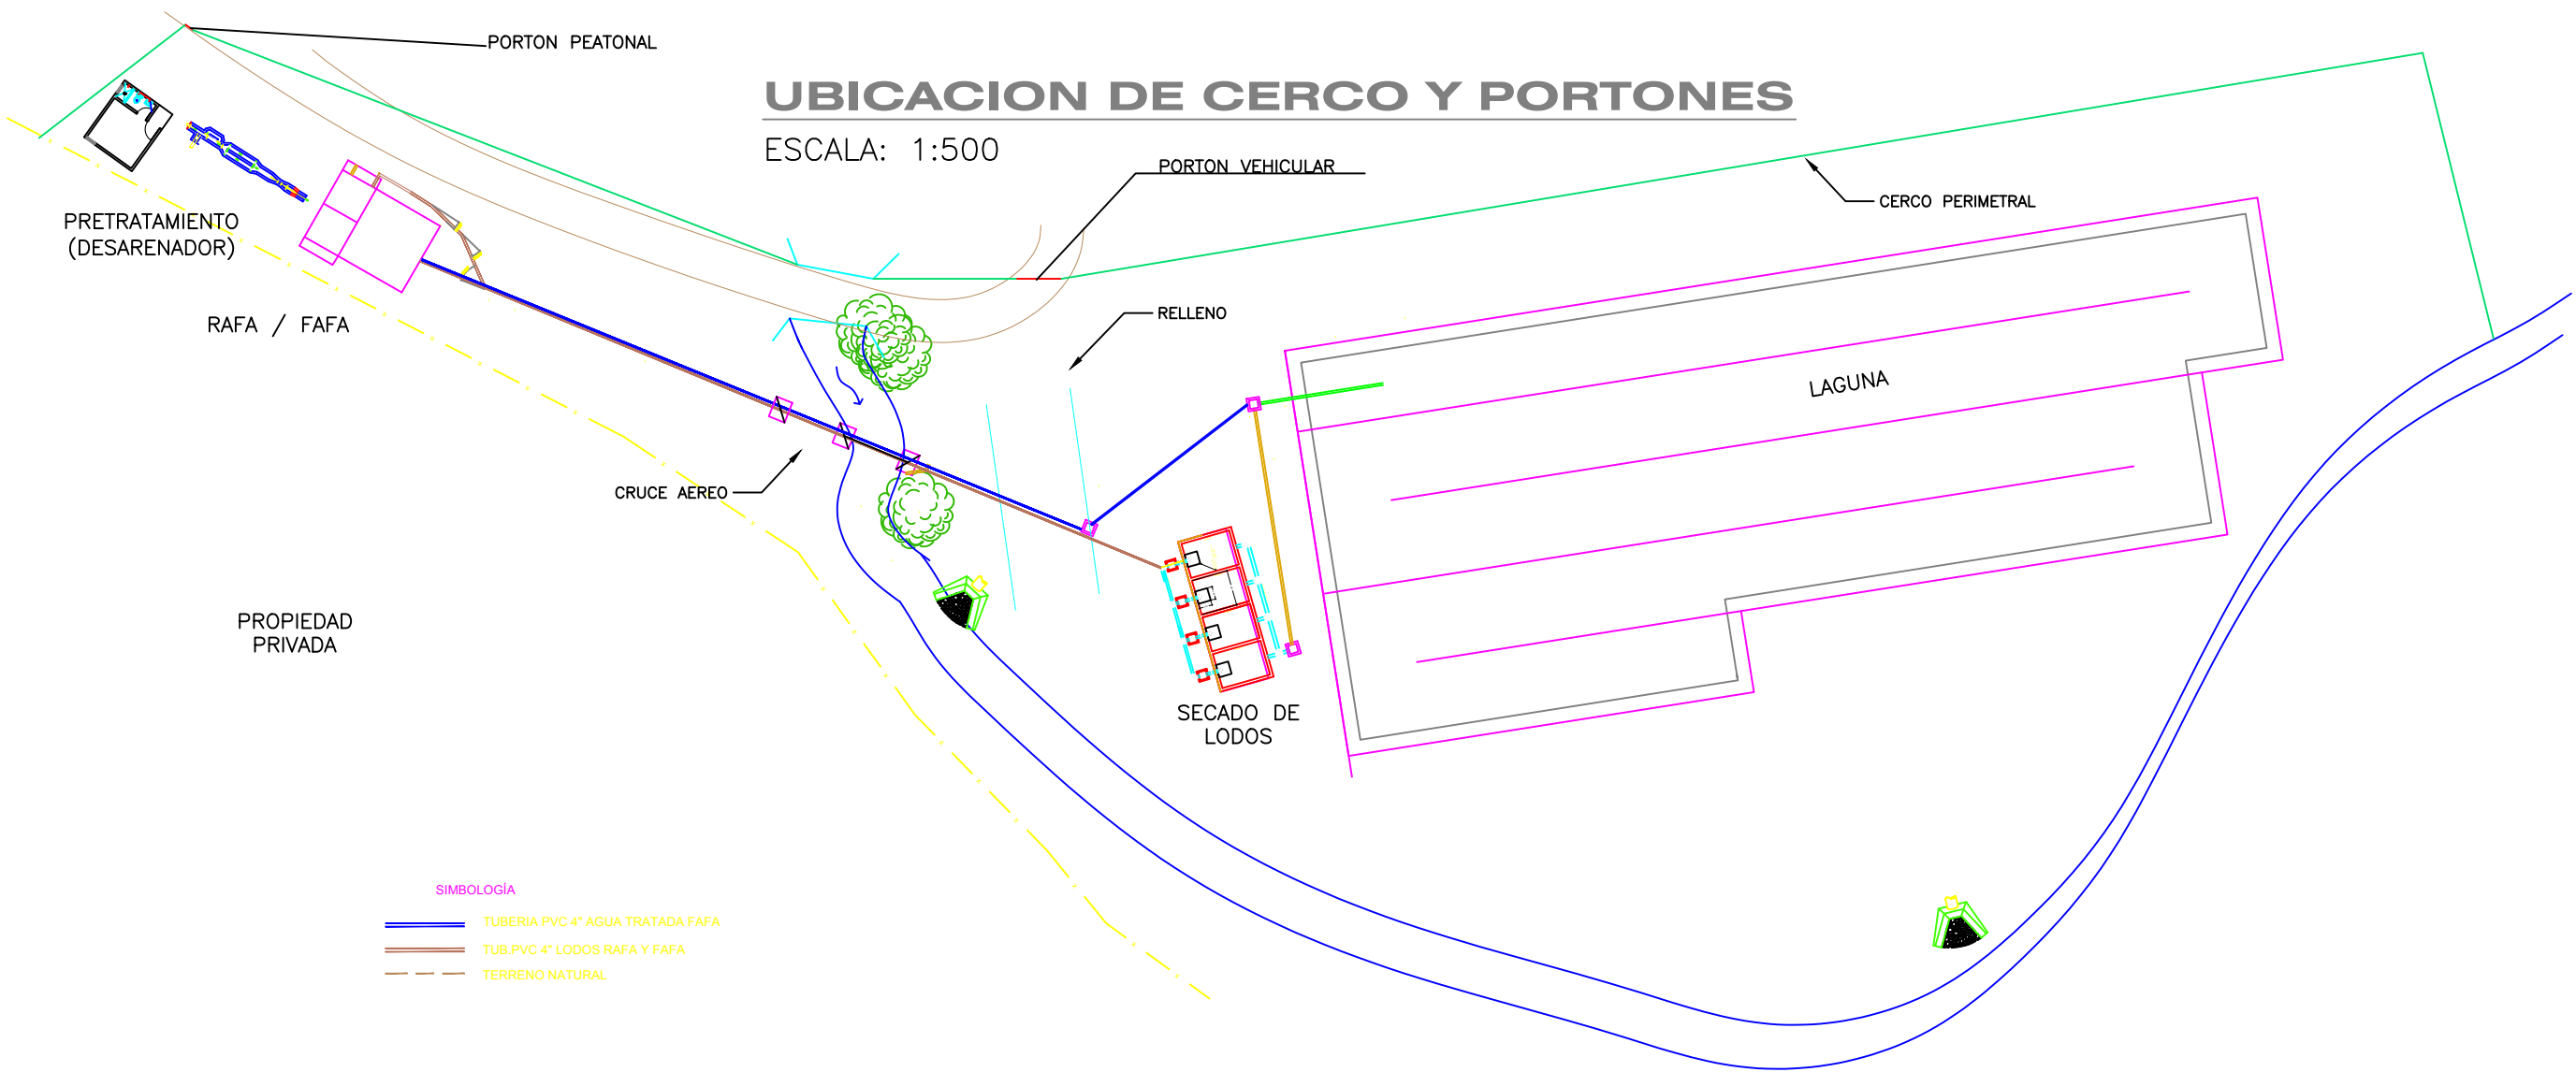 PORTON PEATONAL
UBICACION DE CERCO Y PORTONES
ESCALA: 1:500
PORTON VEHICULAR
CERCO PERIMETRAL
PRETRATAMIENTO
(DESARENADOR)
RAFA / FAFA
RELLENO
LAGUNA
CRUCE AEREO
PROPIEDAD
PRIVADA
SECADO DE
LODOS
SIMBOLOGÍA
TUBERIA PVC 4" AGUA TRATADA FAFA
TUB.PVC 4" LODOS RAFA Y FAFA
TERRENO NATURAL